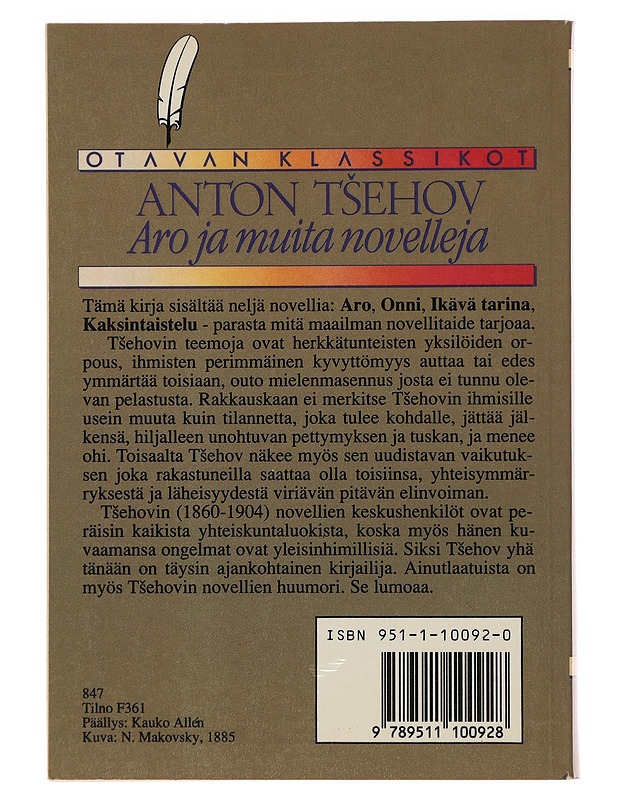 OTAVAN KLASSIKOT
ANTON TŠEHOV
Aro ja muita novelleja
Tämä kirja sisältää neljä novellia: Aro, Onni, Ikävä tarina,
Kaksintaistelu - parasta mitä maailman novellitaide tarjoaa.
Tšehovin teemoja ovat herkkätunteisten yksilöiden or-
pous, ihmisten perimmäinen kyvyttömyys auttaa tai edes
ymmärtää toisiaan, outo mielenmasennus josta ei tunnu ole-
van pelastusta. Rakkauskaan ei merkitse Tšehovin ihmisille
usein muuta kuin tilannetta, joka tulee kohdalle, jättää jäl-
kensä, hiljalleen unohtuvan pettymyksen ja tuskan, ja menee
ohi. Toisaalta Tšehov näkee myös sen uudistavan vaikutuk-
sen joka rakastuneilla saattaa olla toisiinsa, yhteisymmär-
ryksestä ja läheisyydestä viriävän pitävän elinvoiman.
Tšehovin (1860-1904) novellien keskushenkilöt ovat pe-
räisin kaikista yhteiskuntaluokista, koska myös hänen ku-
vaamansa ongelmat ovat yleisinhimillisiä. Siksi Tšehov yhä
tänään on täysin ajankohtainen kirjailija. Ainutlaatuista on
myös Tšehovin novellien huumori. Se lumoaa.
ISBN 951-1-10092-0
9 789511 100928
847
Tilno F361
Päällys: Kauko Allén
Kuva: N. Makovsky, 1885